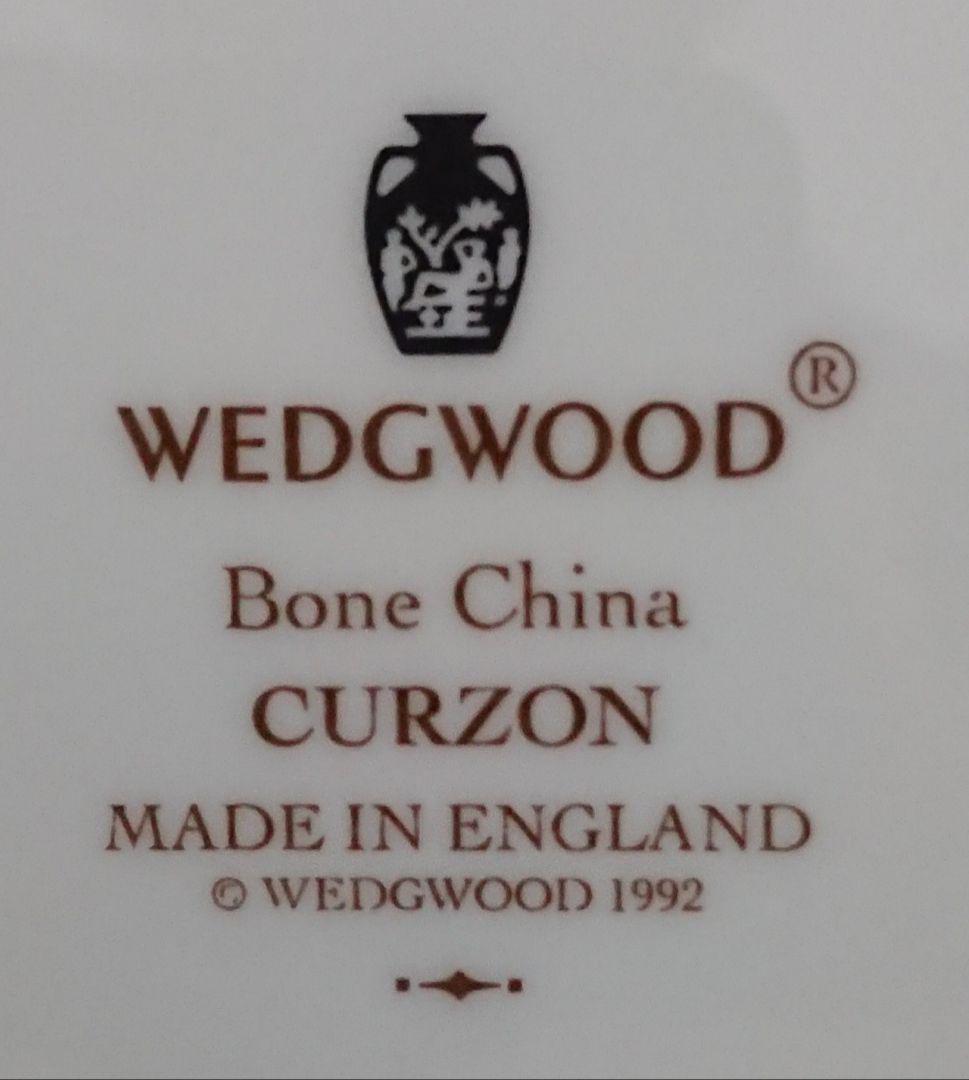 WEDGWOOD®
Bone China
CURZON
MADE IN ENGLAND
© WEDGWOOD 1992